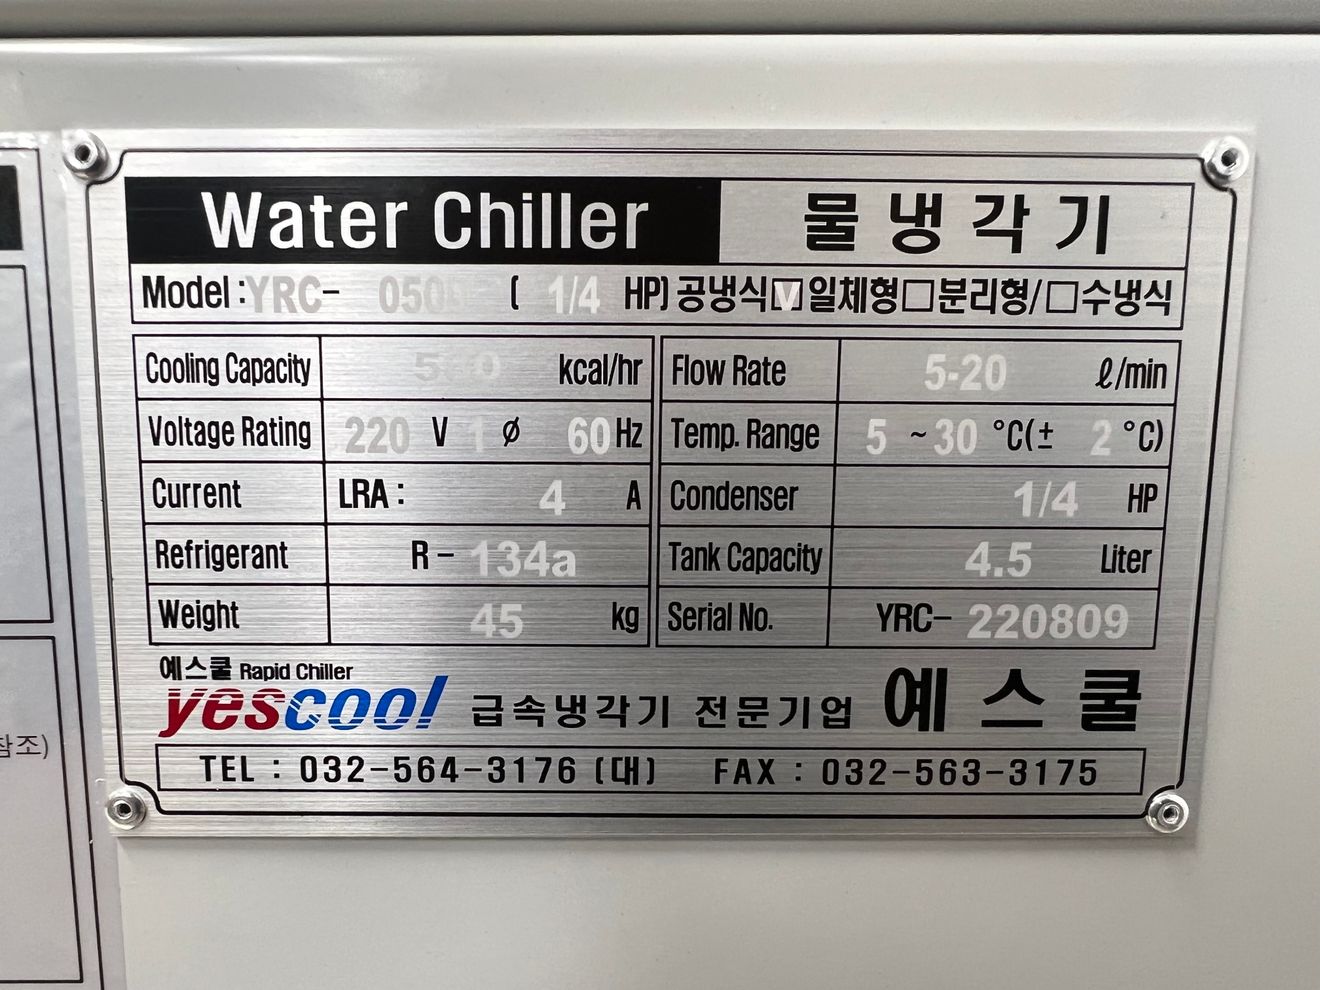 Water Chiller 물냉각기
Model : YRC- ( 1/4 HP) 공냉식 ☑일체형 □분리형/ □수냉식
Cooling Capacity kcal/hr Flow Rate 5-20 ℓ/min
Voltage Rating 220 V 1 ø 60 Hz Temp. Range 5 ~ 30 °C(± 2 °C)
Current LRA : 4 A Condenser 1/4 HP
Refrigerant R - 134a Tank Capacity 4.5 Liter
Weight 45 kg Serial No. YRC- 220809
예스쿨 Rapid Chiller
yescool 급속냉각기 전문기업 예스쿨
TEL : 032-564-3176 (대) FAX : 032-563-3175
참조)